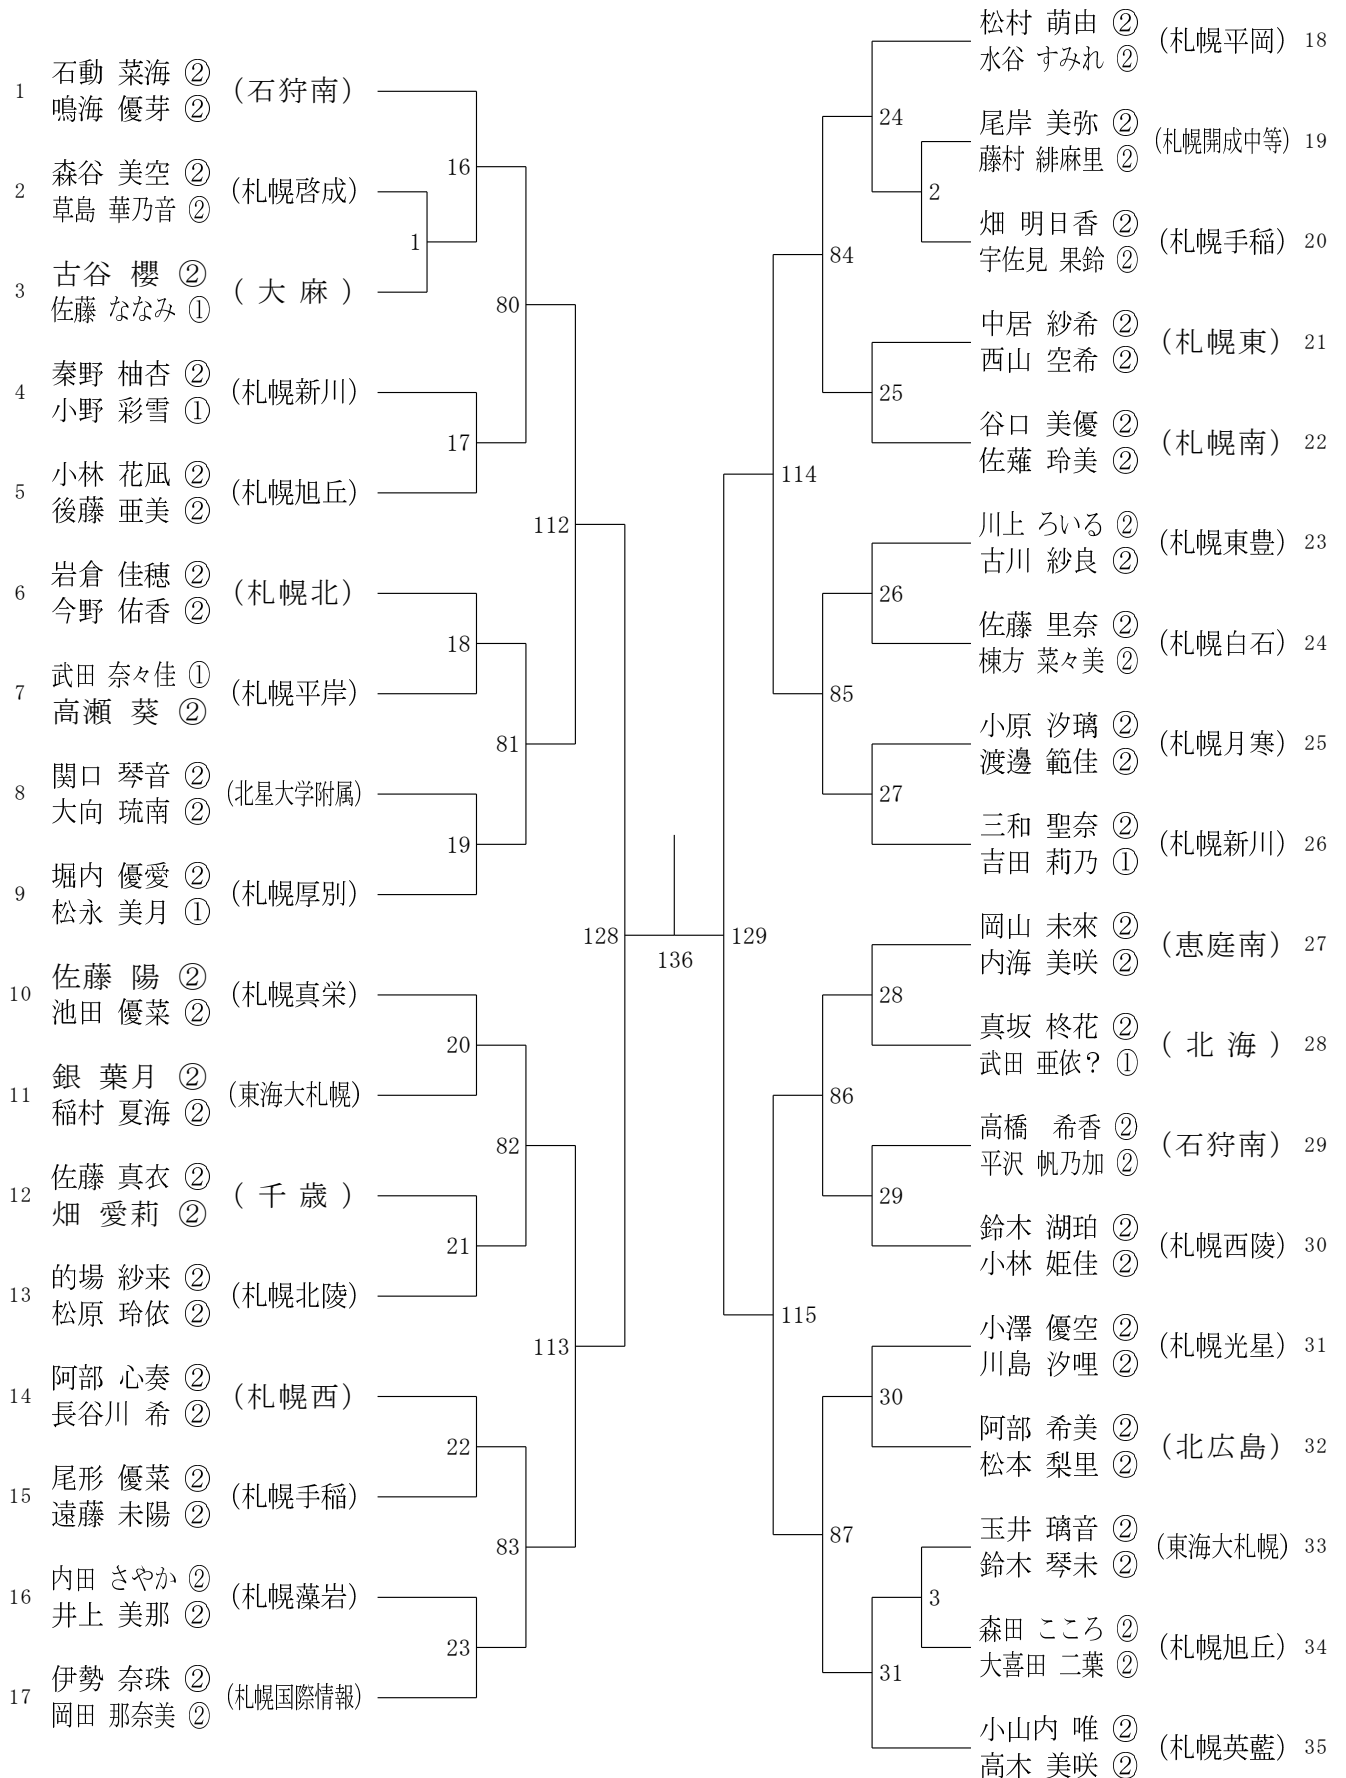 1 石動 菜海 ② (石狩南)
鳴海 優芽 ②
2 森谷 美空 ② (札幌啓成)
草島 華乃音 ②
3 古谷 櫻 ② (大麻)
佐藤 ななみ ①
4 秦野 柚杏 ② (札幌新川)
小野 彩雪 ①
5 小林 花凪 ② (札幌旭丘)
後藤 亜美 ②
6 岩倉 佳穂 ② (札幌北)
今野 佑香 ②
7 武田 奈々佳 ① (札幌平岸)
高瀬 葵 ②
8 関口 琴音 ② (北星大学附属)
大向 琉南 ②
9 堀内 優愛 ② (札幌厚別)
松永 美月 ①
10 佐藤 陽 ② (札幌真栄)
池田 優菜 ②
11 銀 葉月 ② (東海大札幌)
稲村 夏海 ②
12 佐藤 真衣 ② (千歳)
畑 愛莉 ②
13 的場 紗来 ② (札幌北陵)
松原 玲依 ②
14 阿部 心奏 ② (札幌西)
長谷川 希 ②
15 尾形 優菜 ② (札幌手稲)
遠藤 未陽 ②
16 内田 さやか ② (札幌藻岩)
井上 美那 ②
17 伊勢 奈珠 ② (札幌国際情報)
岡田 那奈美 ②
1
16
17
18
19
20
21
22
23
80
81
82
83
112
113
128
136
129
114
115
84
85
86
87
24
25
26
27
28
29
30
31
2
3
松村 萌由 ② (札幌平岡) 18
水谷 すみれ ②
尾岸 美弥 ② (札幌開成中等) 19
藤村 緋麻里 ②
畑 明日香 ② (札幌手稲) 20
宇佐見 果鈴 ②
中居 紗希 ② (札幌東) 21
西山 空希 ②
谷口 美優 ② (札幌南) 22
佐薙 玲美 ②
川上 ろいる ② (札幌東豊) 23
古川 紗良 ②
佐藤 里奈 ② (札幌白石) 24
棟方 菜々美 ②
小原 汐璃 ② (札幌月寒) 25
渡邊 範佳 ②
三和 聖奈 ② (札幌新川) 26
吉田 莉乃 ①
岡山 未來 ② (恵庭南) 27
内海 美咲 ②
真坂 柊花 ② (北海) 28
武田 亜依? ①
高橋 希香 ② (石狩南) 29
平沢 帆乃加 ②
鈴木 湖珀 ② (札幌西陵) 30
小林 姫佳 ②
小澤 優空 ② (札幌光星) 31
川島 汐哩 ②
阿部 希美 ② (北広島) 32
松本 梨里 ②
玉井 璃音 ② (東海大札幌) 33
鈴木 琴未 ②
森田 こころ ② (札幌旭丘) 34
大喜田 二葉 ②
小山内 唯 ② (札幌英藍) 35
高木 美咲 ②